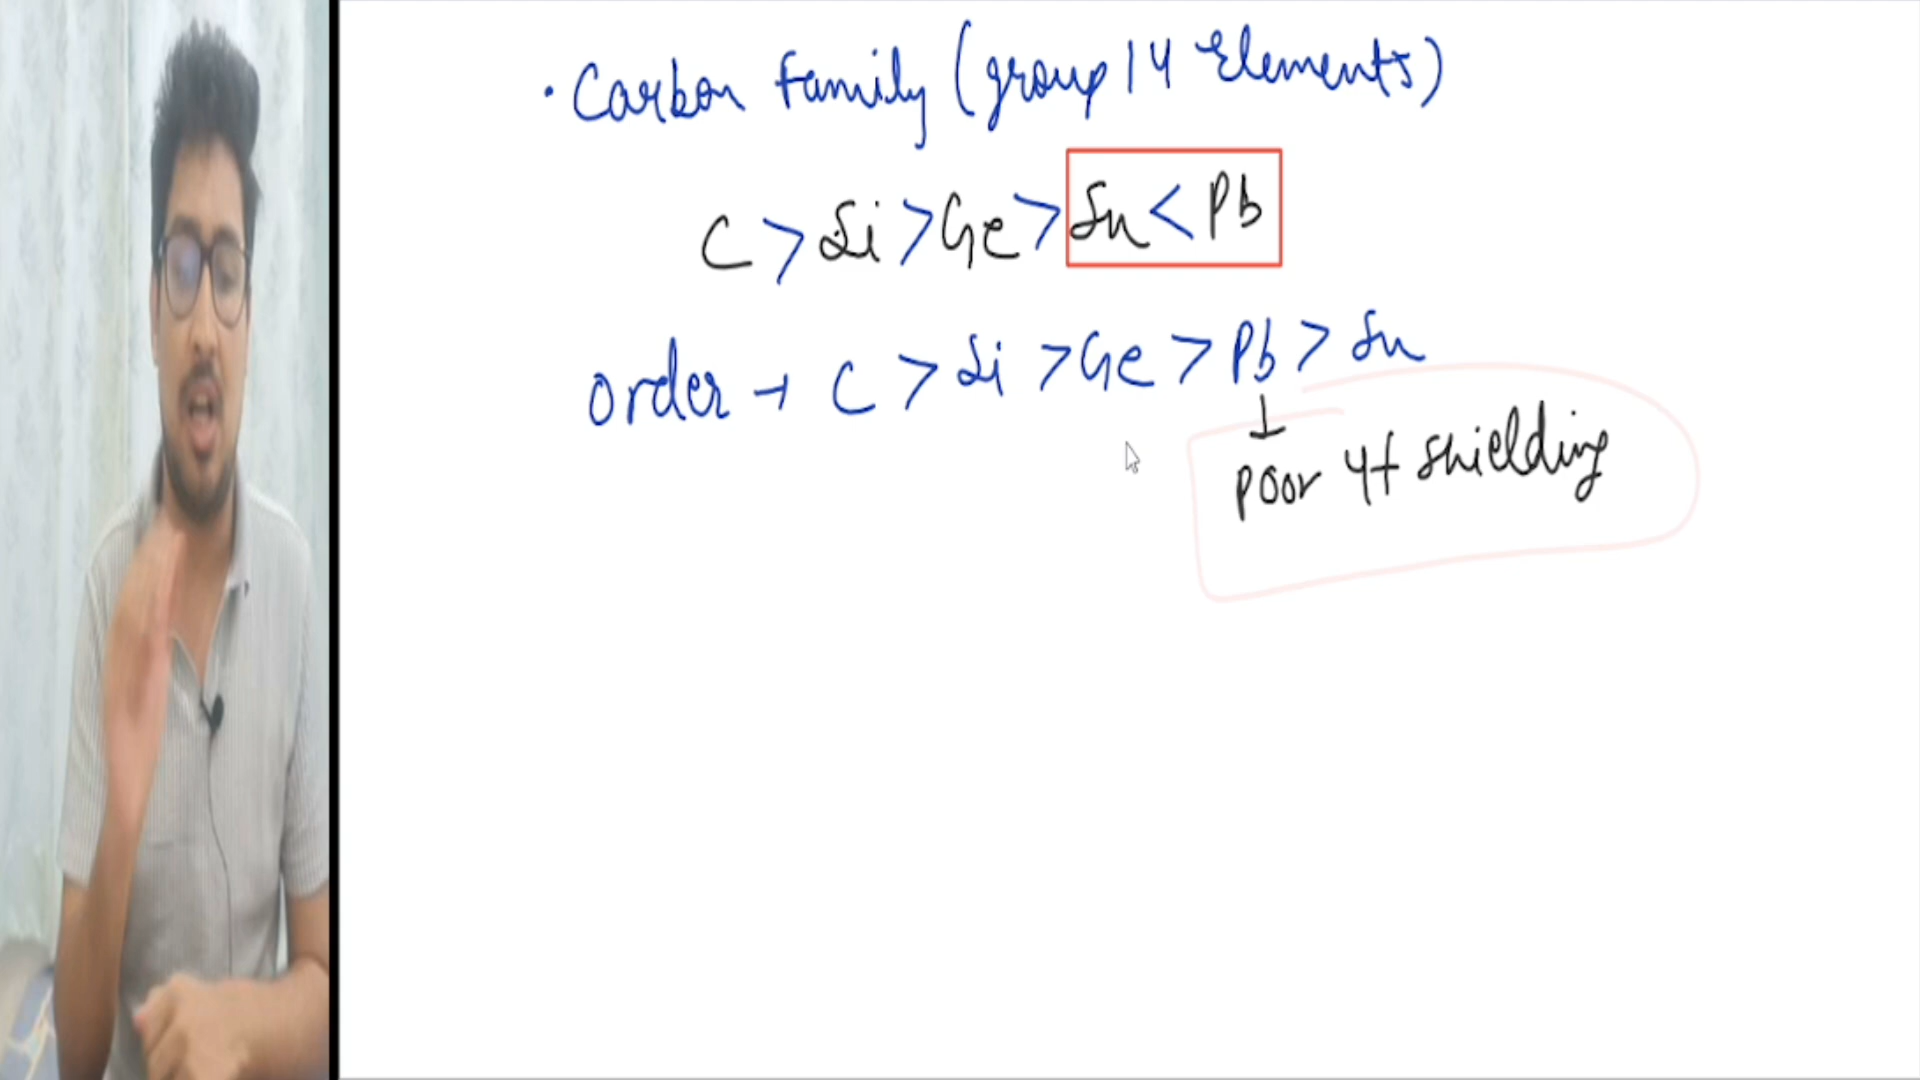 • Carbon Family (group 14 Elements)
C > Si > Ge > Sn < Pb
order → C > Si > Ge > Pb > Sn
↓
poor 4f shielding